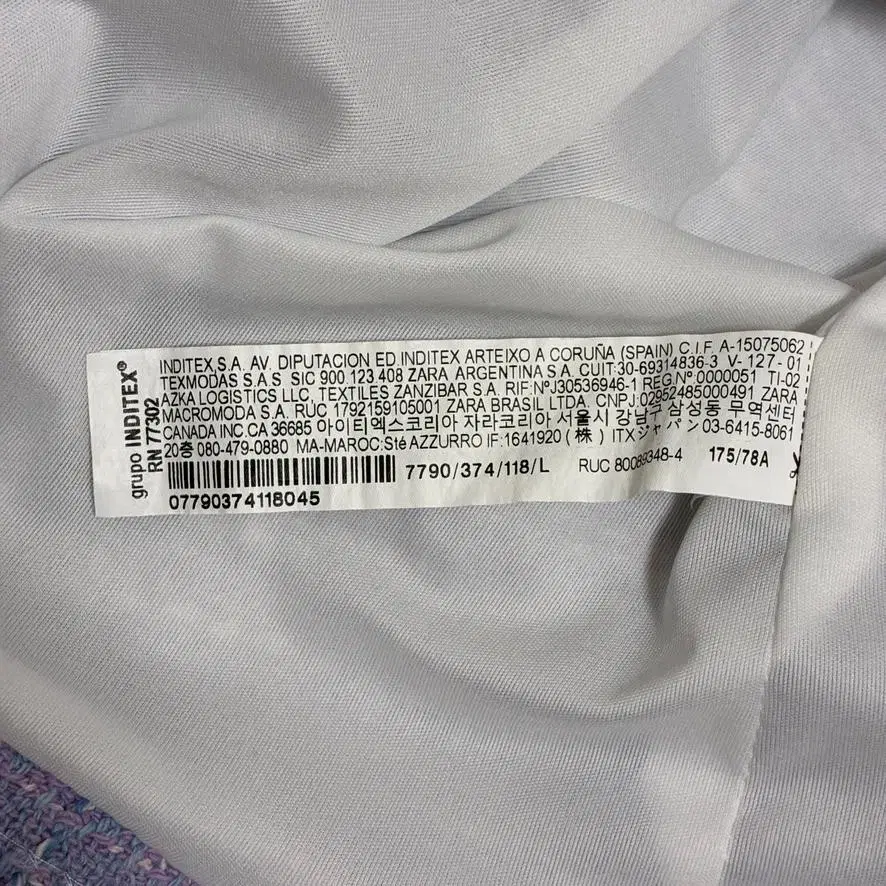 grupo INDITEX®
RN 77302
INDITEX,S.A. AV. DIPUTACION ED.INDITEX ARTEIXO A CORUÑA (SPAIN) C.I.F. A-15075062
TEXMODAS S.A.S. SIC 900.123.408 ZARA ARGENTINA S.A. CUIT:30-69314836-3 V-127-01
AZKA LOGISTICS LLC, TEXTILES ZANZIBAR S.A. RIF:NºJ30536946-1 REG.Nº:0000051 TI-02
MACROMODA S.A. RUC 1792159105001 ZARA BRASIL LTDA. CNPJ:02952485000491 ZARA
CANADA INC CA 36685 아이티엑스코리아 자라코리아 서울시 강남구 삼성동 무역센터
20층 080-479-0880 MA-MAROC:Sté AZZURRO IF:1641920 (株) ITXジャパン 03-6415-8061
7790/374/118/L RUC 80089348-4 175/78A
07790374118045